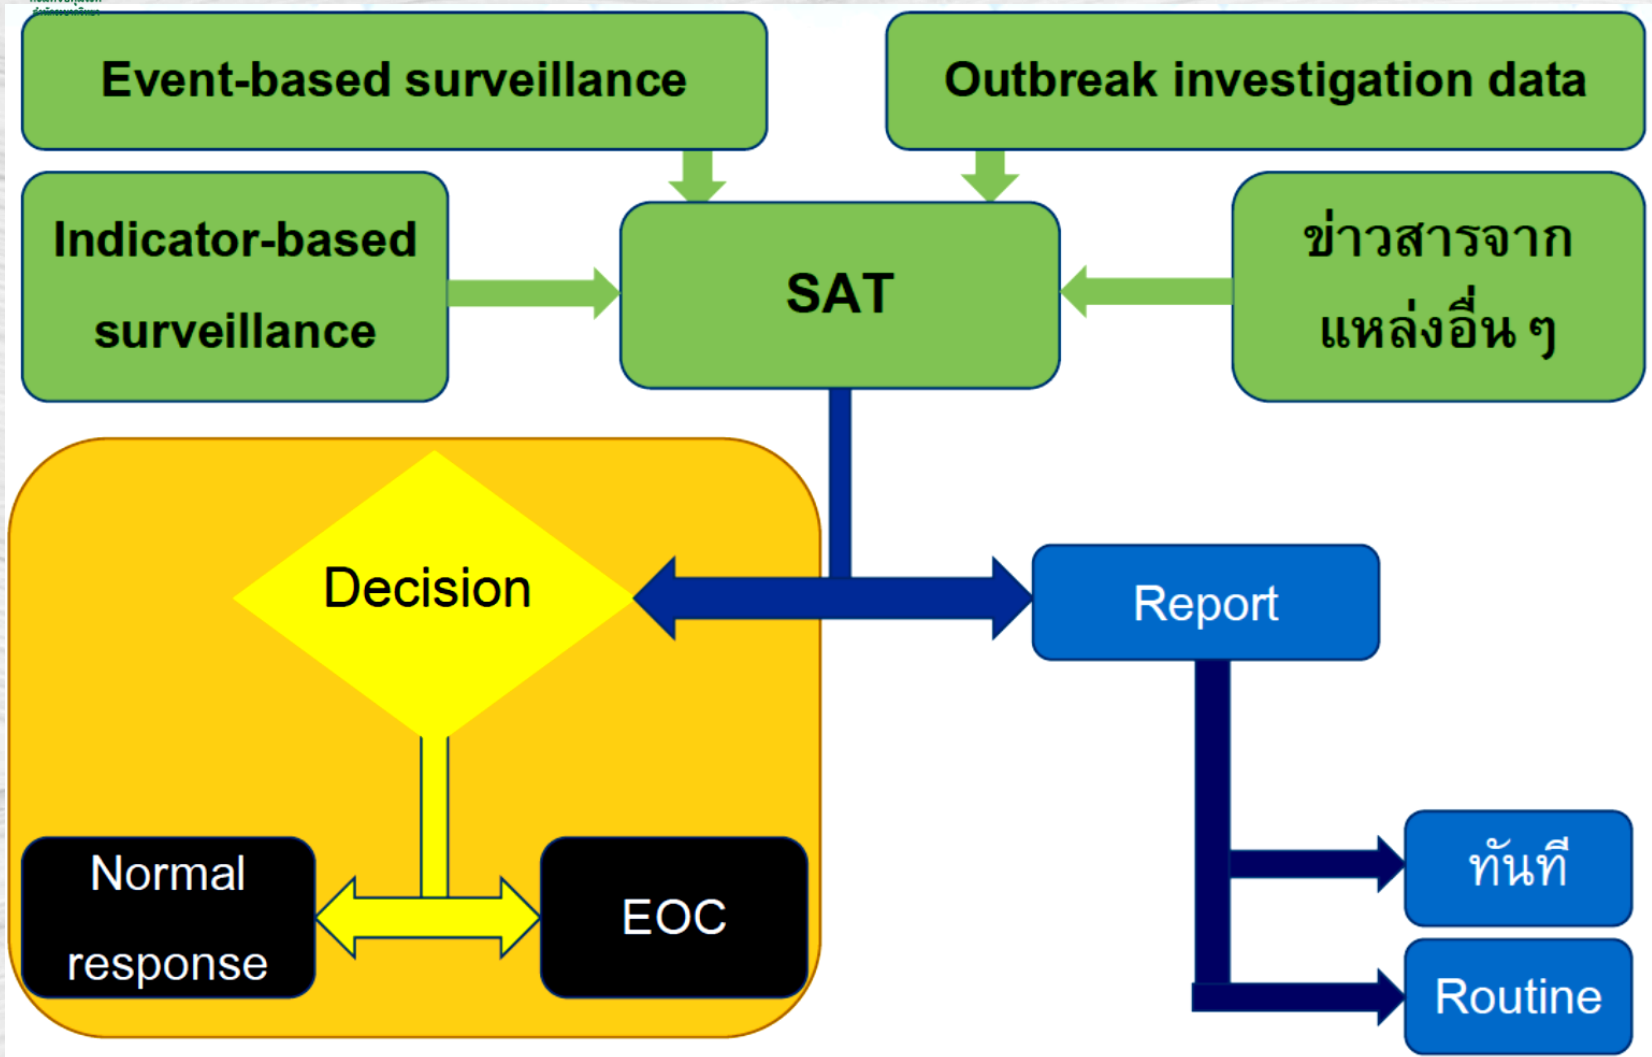 Event-based surveillance
Outbreak investigation data
Indicator-based
surveillance
SAT
ข่าวสารจาก
แหล่งอื่น ๆ
Decision
Report
Normal
response
EOC
ทันที
Routine